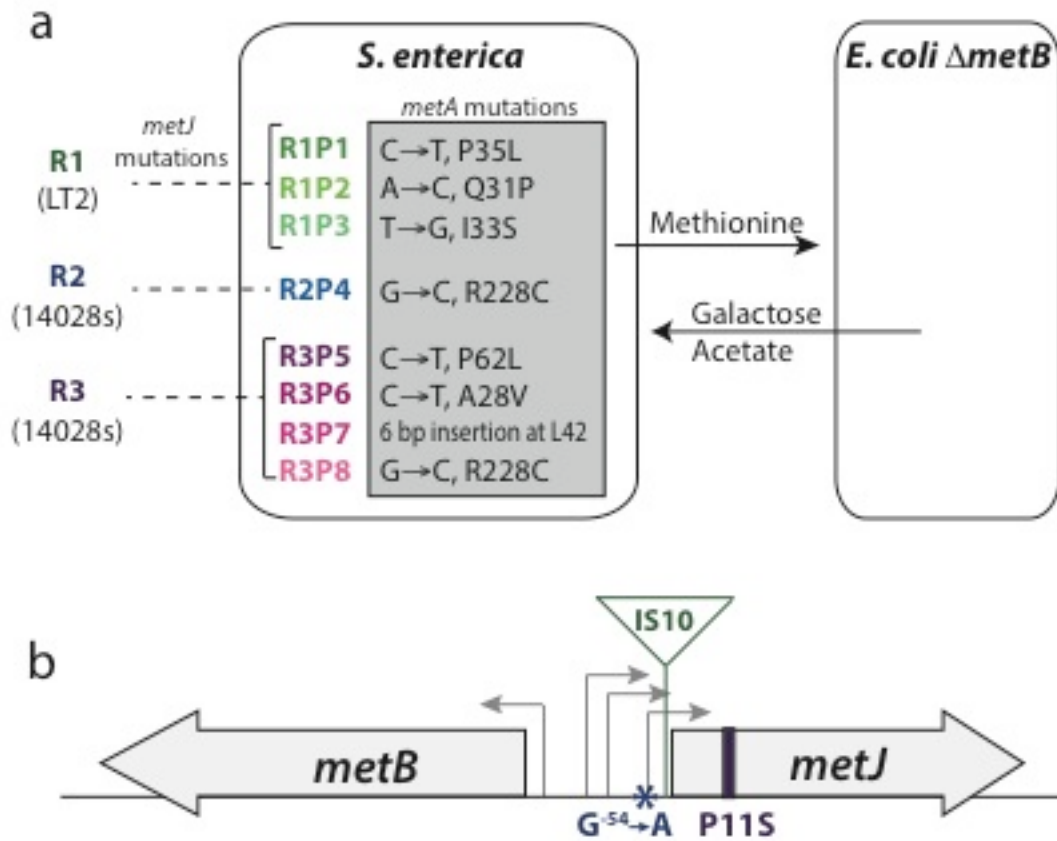 a
S. enterica
E. coli ΔmetB
metA mutations
metJ
mutations
R1
(LT2)
R1P1 C→T, P35L
R1P2 A→C, Q31P
R1P3 T→G, I33S
Methionine
R2
(14028s)
R2P4 G→C, R228C
Galactose
Acetate
R3
(14028s)
R3P5 C→T, P62L
R3P6 C→T, A28V
R3P7 6 bp insertion at L42
R3P8 G→C, R228C
b
IS10
metB
metJ
G⁻⁵⁴→A
P11S